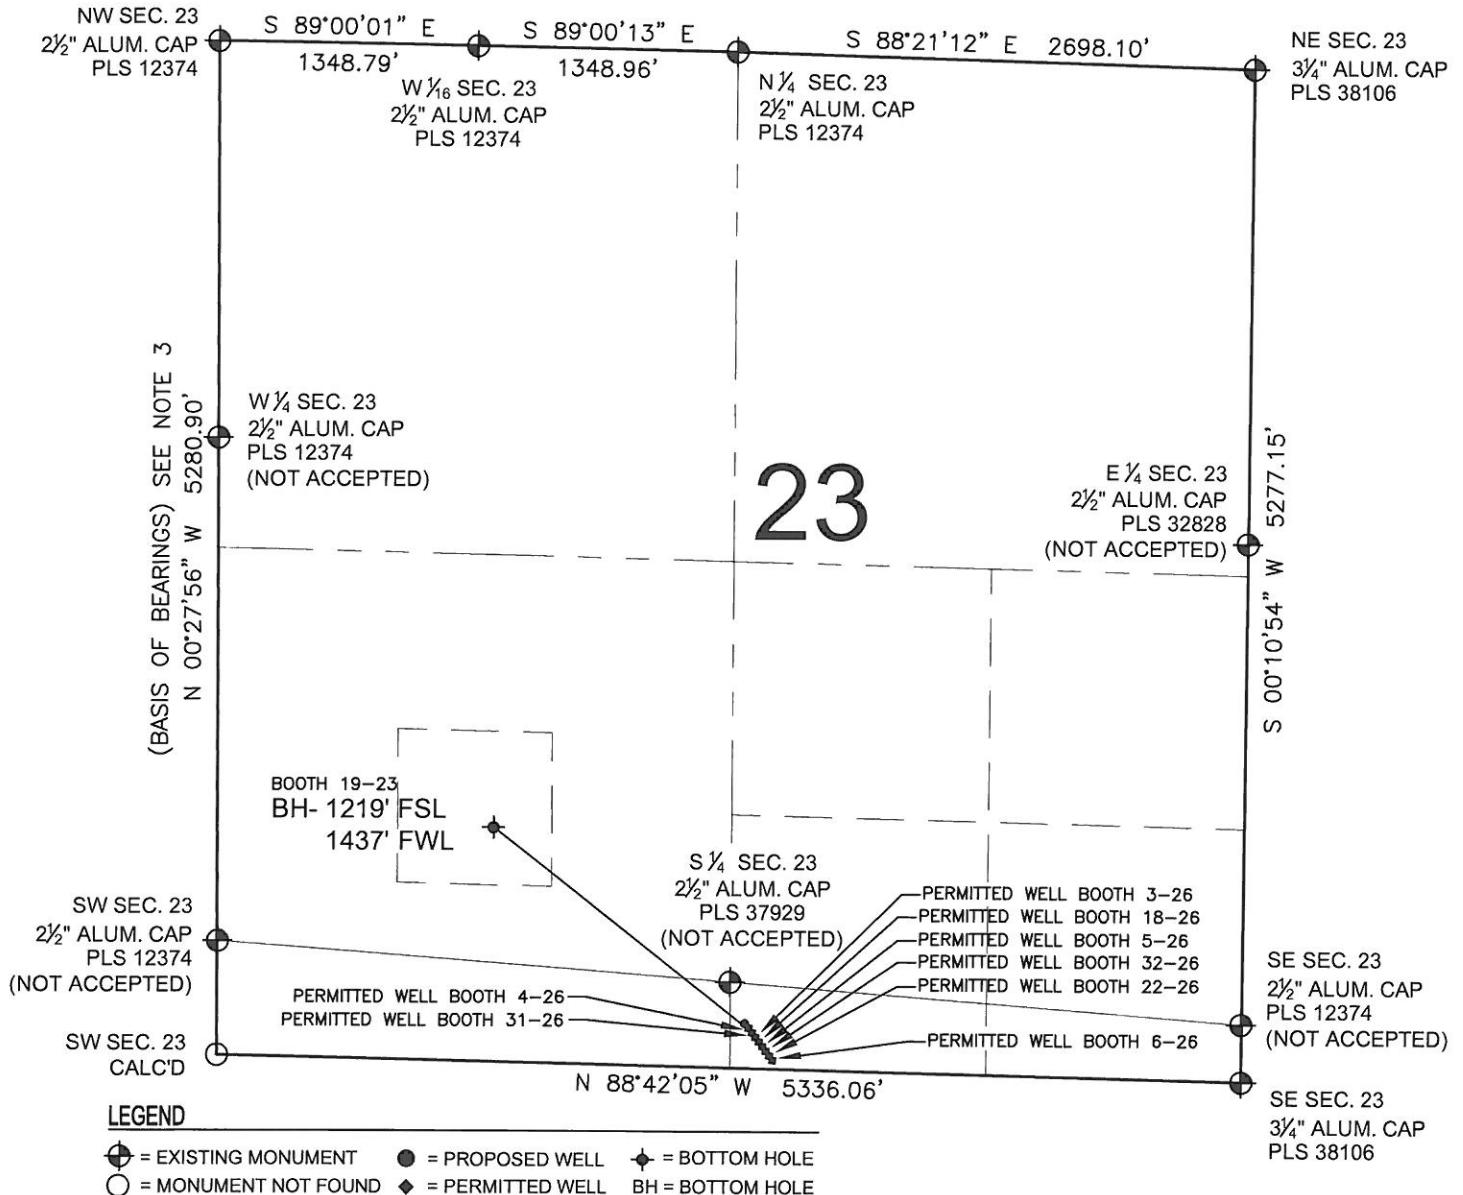 NW SEC. 23
2½" ALUM. CAP
PLS 12374
S 89°00'01" E
1348.79'
S 89°00'13" E
1348.96'
S 88°21'12" E 2698.10'
NE SEC. 23
3¼" ALUM. CAP
PLS 38106
W 1/16 SEC. 23
2½" ALUM. CAP
PLS 12374
N ¼ SEC. 23
2½" ALUM. CAP
PLS 12374
(BASIS OF BEARINGS) SEE NOTE 3
N 00°27'56" W 5280.90'
W ¼ SEC. 23
2½" ALUM. CAP
PLS 12374
(NOT ACCEPTED)
23
E ¼ SEC. 23
2½" ALUM. CAP
PLS 32828
(NOT ACCEPTED)
S 00°10'54" W 5277.15'
BOOTH 19-23
BH- 1219' FSL
1437' FWL
S ¼ SEC. 23
2½" ALUM. CAP
PLS 37929
(NOT ACCEPTED)
PERMITTED WELL BOOTH 3-26
PERMITTED WELL BOOTH 18-26
PERMITTED WELL BOOTH 5-26
PERMITTED WELL BOOTH 32-26
PERMITTED WELL BOOTH 22-26
SW SEC. 23
2½" ALUM. CAP
PLS 12374
(NOT ACCEPTED)
SE SEC. 23
2½" ALUM. CAP
PLS 12374
(NOT ACCEPTED)
PERMITTED WELL BOOTH 4-26
PERMITTED WELL BOOTH 31-26
PERMITTED WELL BOOTH 6-26
SW SEC. 23
CALC'D
N 88°42'05" W 5336.06'
SE SEC. 23
3¼" ALUM. CAP
PLS 38106
LEGEND
= EXISTING MONUMENT = PROPOSED WELL = BOTTOM HOLE
= MONUMENT NOT FOUND = PERMITTED WELL BH = BOTTOM HOLE